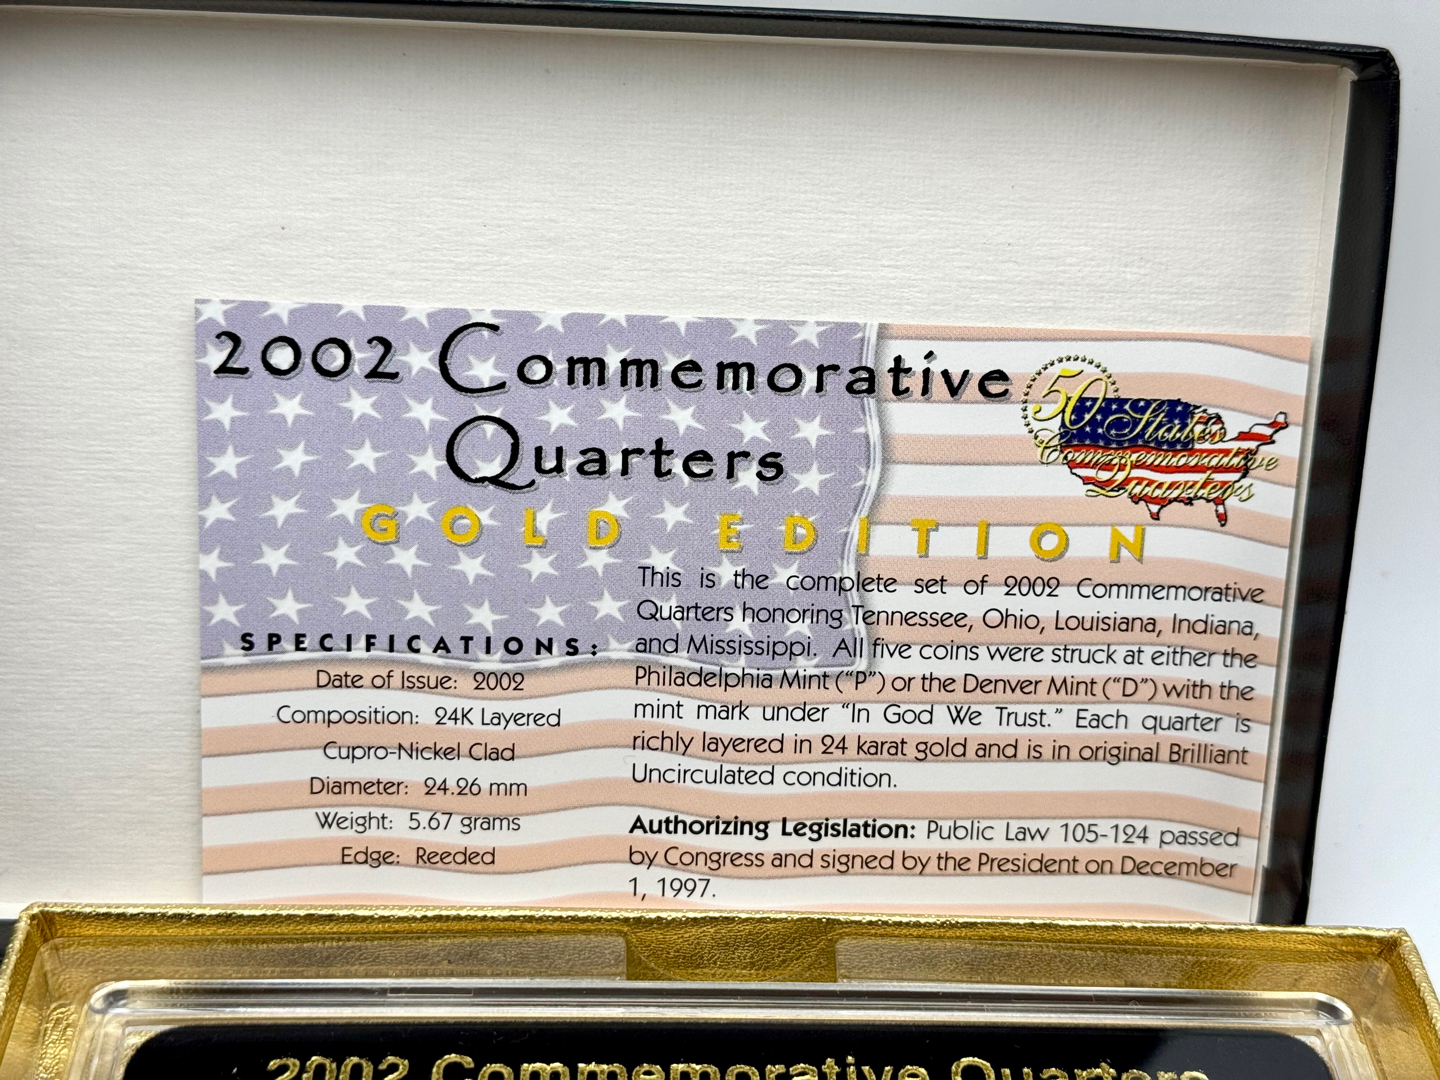 2002 Commemorative
Quarters
GOLD EDITION
50 States
Commemorative
Quarters
SPECIFICATIONS:
Date of Issue: 2002
Composition: 24K Layered
Cupro-Nickel Clad
Diameter: 24.26 mm
Weight: 5.67 grams
Edge: Reeded
This is the complete set of 2002 Commemorative
Quarters honoring Tennessee, Ohio, Louisiana, Indiana,
and Mississippi. All five coins were struck at either the
Philadelphia Mint (“P”) or the Denver Mint (“D”) with the
mint mark under “In God We Trust.” Each quarter is
richly layered in 24 karat gold and is in original Brilliant
Uncirculated condition.
Authorizing Legislation: Public Law 105-124 passed
by Congress and signed by the President on December
1, 1997.
2002 Commemorative Quarters